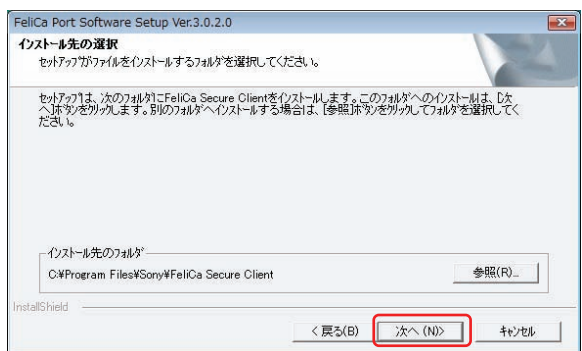 FeliCa Port Software Setup Ver.3.0.2.0
インストール先の選択
セットアップがファイルをインストールするフォルダを選択してください。
セットアップは、次のフォルダにFeliCa Secure Clientをインストールします。このフォルダへのインストールは、[次
へ]ボタンをクリックします。別のフォルダへインストールする場合は、[参照]ボタンをクリックしてフォルダを選択してく
ださい。
インストール先のフォルダ
C:¥Program Files¥Sony¥FeliCa Secure Client
参照(R)...
InstallShield
< 戻る(B)
次へ (N)>
キャンセル